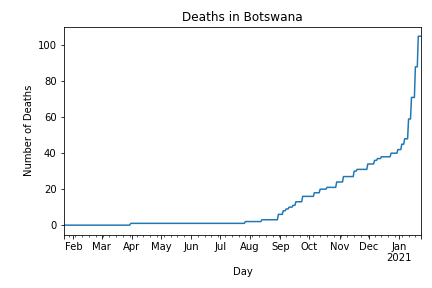 Deaths in Botswana
Number of Deaths
100
80
60
40
20
0
Feb Mar Apr May Jun Jul Aug Sep Oct Nov Dec Jan
2021
Day